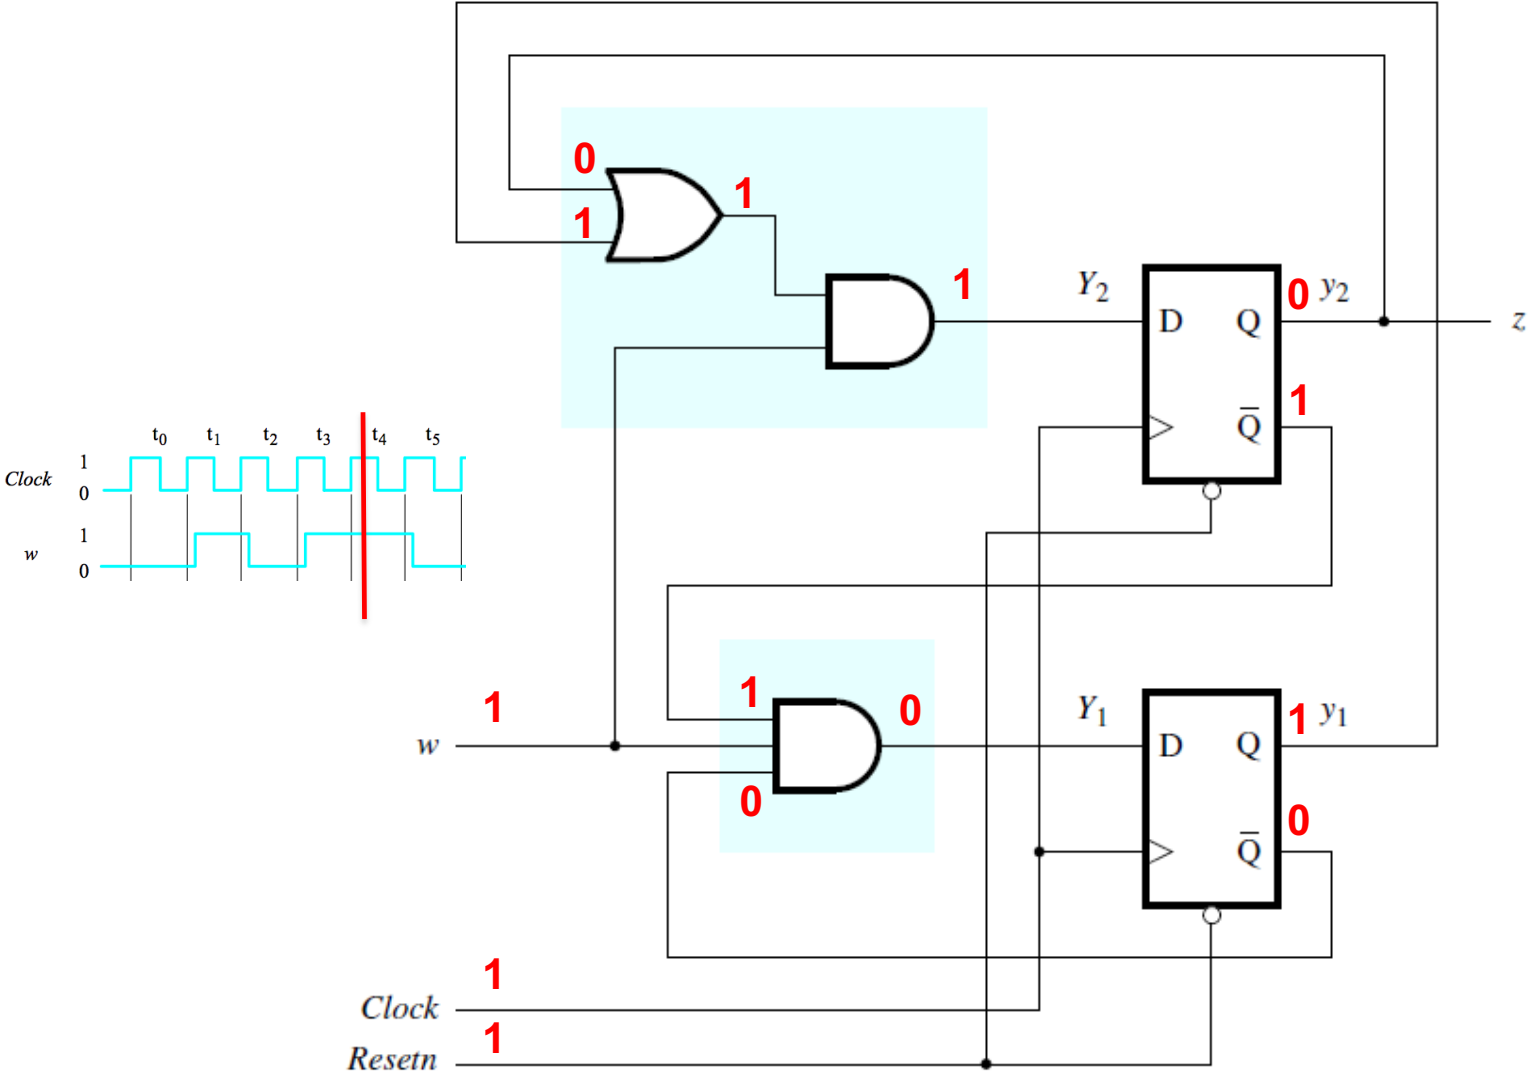 0
1
1
1
Y₂
0 y₂
D Q
z
1
Q̅
t₀ t₁ t₂ t₃ t₄ t₅
Clock 1
0
w 1
0
1
w
1
0
0
Y₁
1 y₁
D Q
0
Q̅
1
Clock
1
Resetn